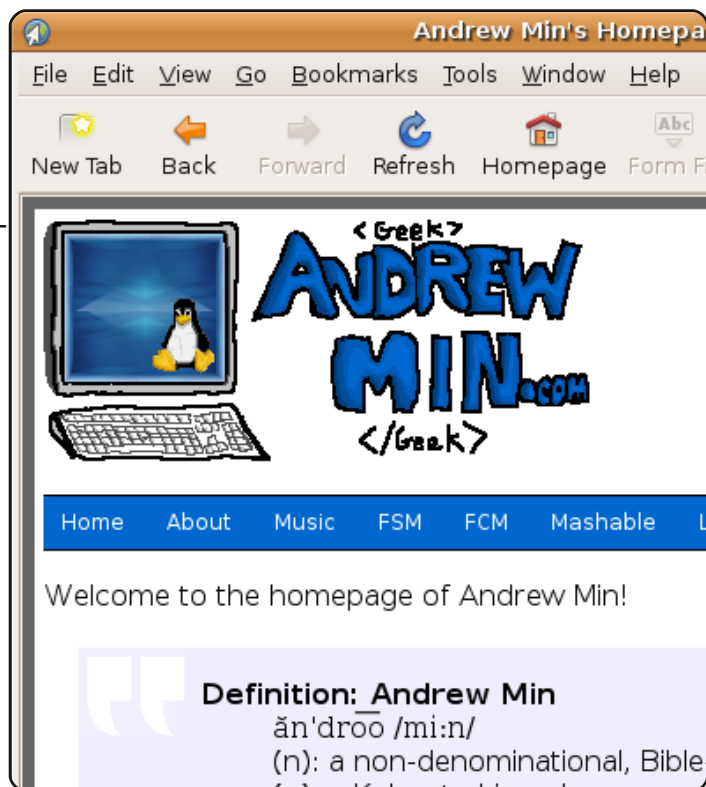 Andrew Min's Homepa
File Edit View Go Bookmarks Tools Window Help
Abc
New Tab Back Forward Refresh Homepage Form F
<Geek>
ANDREW
MIN.COM
</Geek>
Home About Music FSM FCM Mashable L
Welcome to the homepage of Andrew Min!
Definition: Andrew Min
ăn'dro͞o /mi:n/
(n): a non-denominational, Bible-